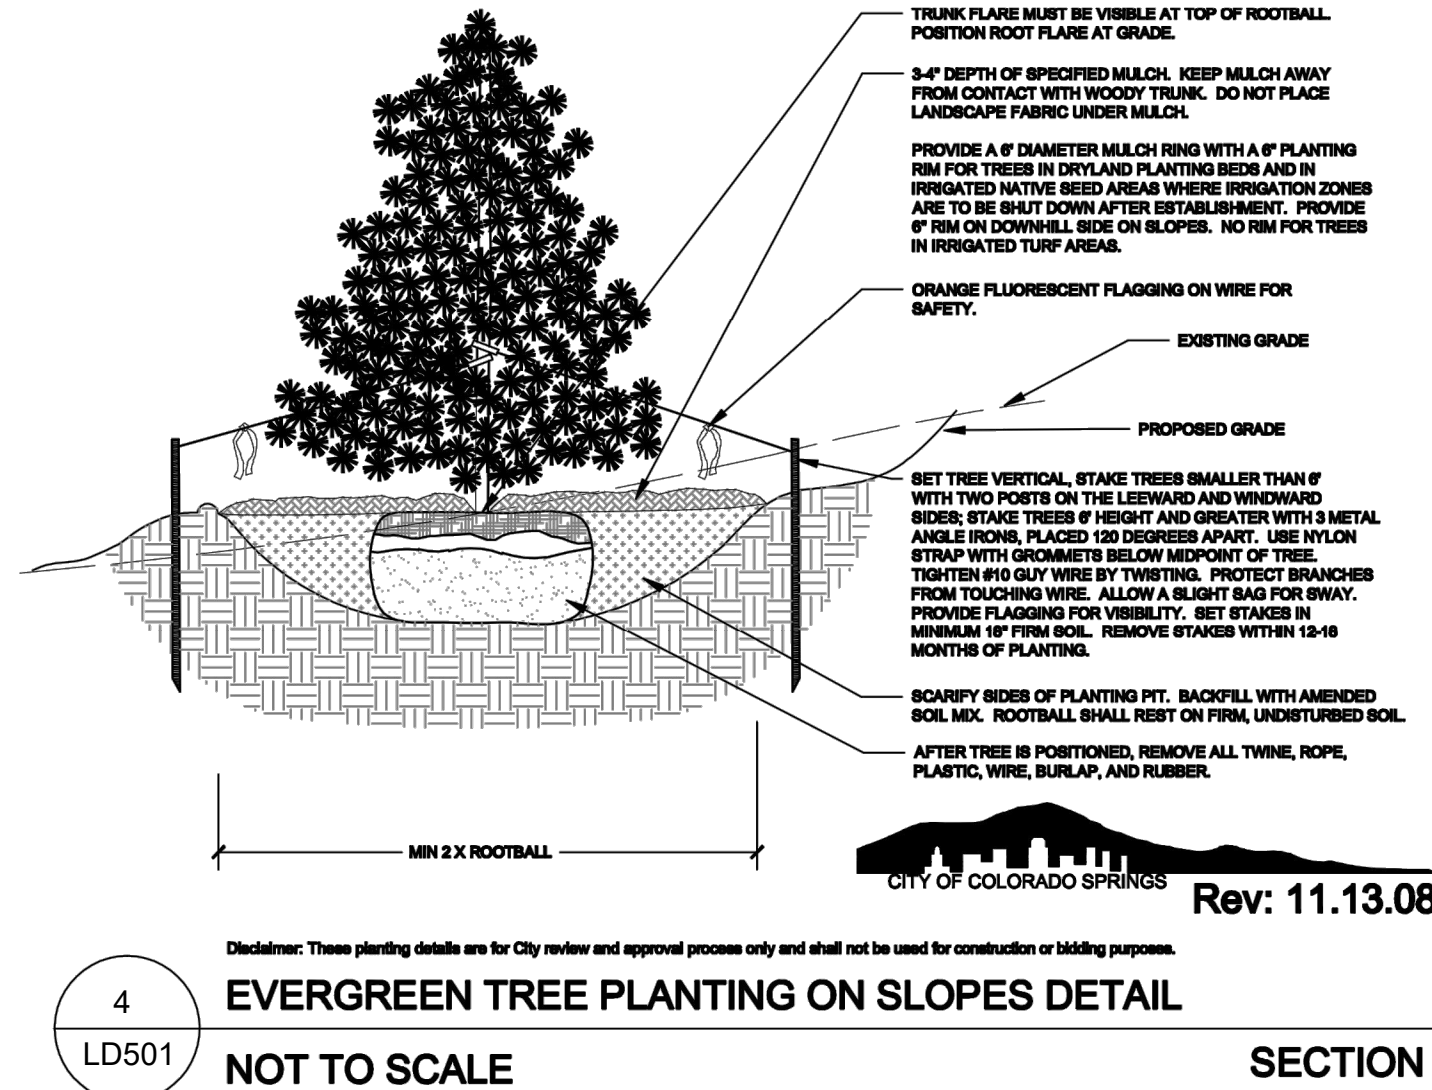 TRUNK FLARE MUST BE VISIBLE AT TOP OF ROOTBALL.
POSITION ROOT FLARE AT GRADE.
3-4" DEPTH OF SPECIFIED MULCH. KEEP MULCH AWAY
FROM CONTACT WITH WOODY TRUNK. DO NOT PLACE
LANDSCAPE FABRIC UNDER MULCH.
PROVIDE A 6' DIAMETER MULCH RING WITH A 6" PLANTING
RIM FOR TREES IN DRYLAND PLANTING BEDS AND IN
IRRIGATED NATIVE SEED AREAS WHERE IRRIGATION ZONES
ARE TO BE SHUT DOWN AFTER ESTABLISHMENT. PROVIDE
6" RIM ON DOWNHILL SIDE ON SLOPES. NO RIM FOR TREES
IN IRRIGATED TURF AREAS.
ORANGE FLUORESCENT FLAGGING ON WIRE FOR
SAFETY.
EXISTING GRADE
PROPOSED GRADE
SET TREE VERTICAL, STAKE TREES SMALLER THAN 6'
WITH TWO POSTS ON THE LEEWARD AND WINDWARD
SIDES; STAKE TREES 6' HEIGHT AND GREATER WITH 3 METAL
ANGLE IRONS, PLACED 120 DEGREES APART. USE NYLON
STRAP WITH GROMMETS BELOW MIDPOINT OF TREE.
TIGHTEN #10 GUY WIRE BY TWISTING. PROTECT BRANCHES
FROM TOUCHING WIRE. ALLOW A SLIGHT SAG FOR SWAY.
PROVIDE FLAGGING FOR VISIBILITY. SET STAKES IN
MINIMUM 18" FIRM SOIL. REMOVE STAKES WITHIN 12-18
MONTHS OF PLANTING.
SCARIFY SIDES OF PLANTING PIT. BACKFILL WITH AMENDED
SOIL MIX. ROOTBALL SHALL REST ON FIRM, UNDISTURBED SOIL.
AFTER TREE IS POSITIONED, REMOVE ALL TWINE, ROPE,
PLASTIC, WIRE, BURLAP, AND RUBBER.
MIN 2 X ROOTBALL
CITY OF COLORADO SPRINGS
Rev: 11.13.08
Disclaimer: These planting details are for City review and approval process only and shall not be used for construction or bidding purposes.
4
LD501
EVERGREEN TREE PLANTING ON SLOPES DETAIL
NOT TO SCALE
SECTION